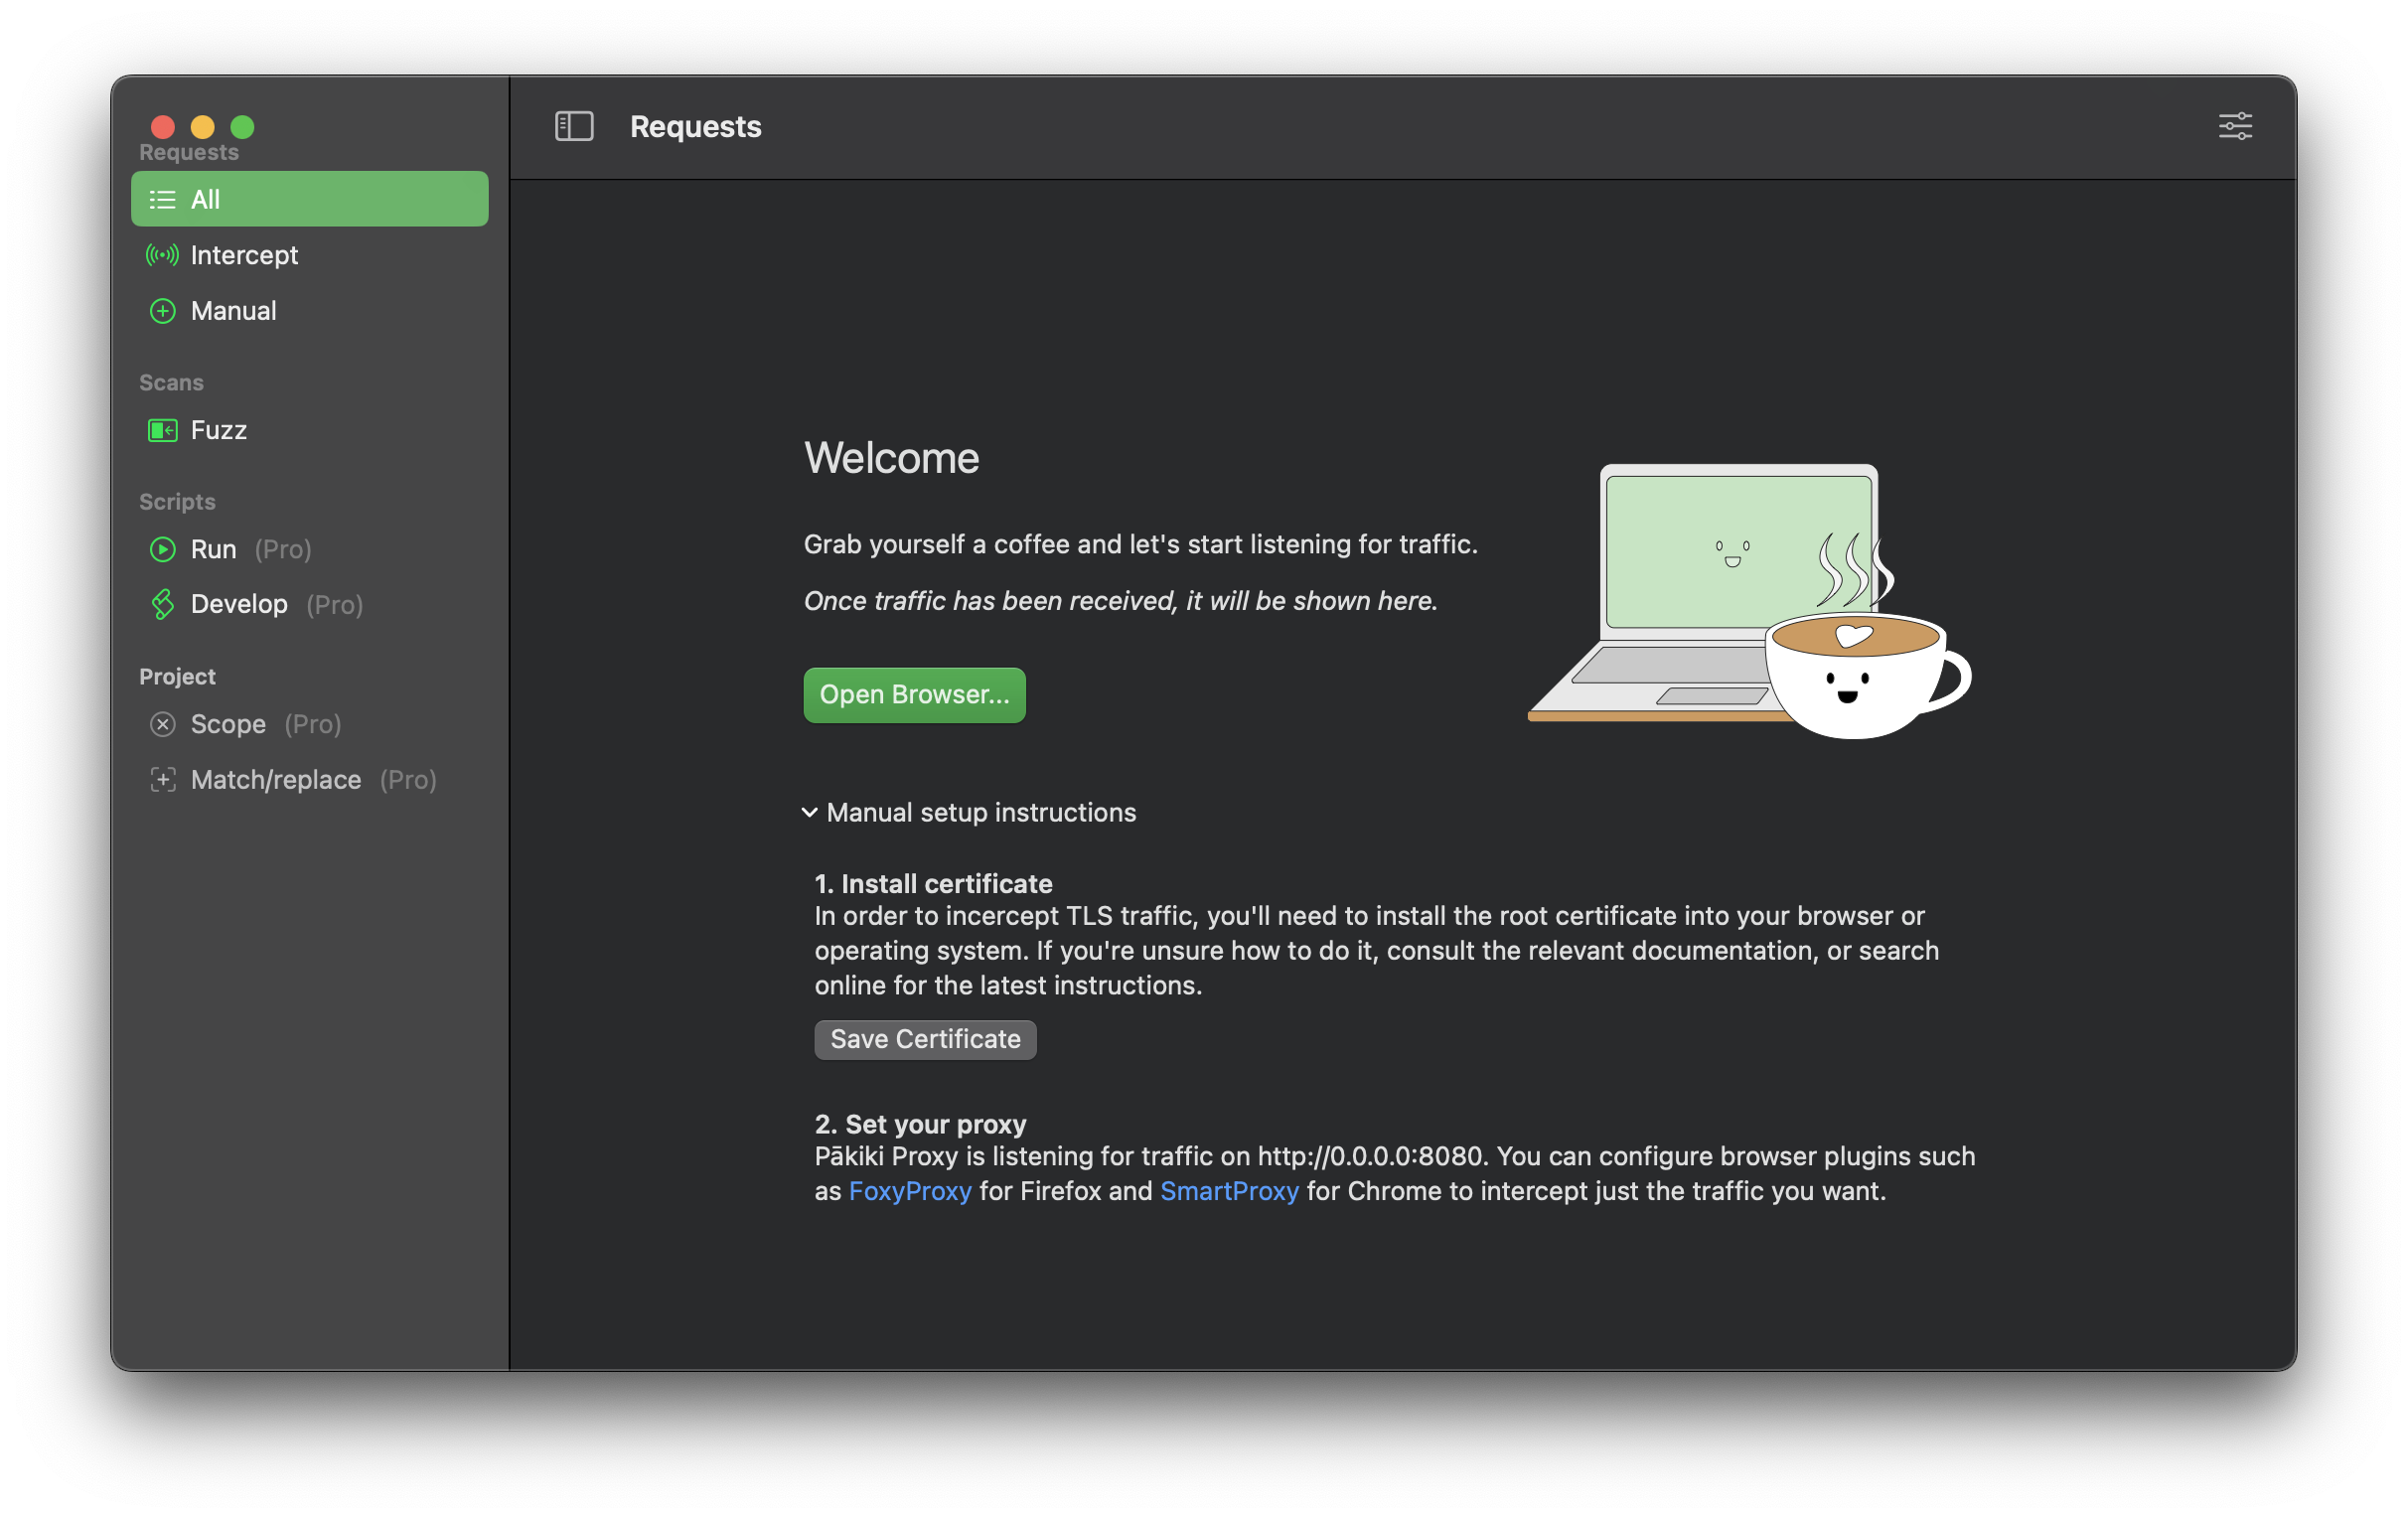 Requests
All
Intercept
Manual
Scans
Fuzz
Scripts
Run (Pro)
Develop (Pro)
Project
Scope (Pro)
Match/replace (Pro)
Requests
Welcome
Grab yourself a coffee and let's start listening for traffic.
Once traffic has been received, it will be shown here.
Open Browser...
Manual setup instructions
1. Install certificate
In order to incercept TLS traffic, you'll need to install the root certificate into your browser or
operating system. If you're unsure how to do it, consult the relevant documentation, or search
online for the latest instructions.
Save Certificate
2. Set your proxy
Pākiki Proxy is listening for traffic on http://0.0.0.0:8080. You can configure browser plugins such
as FoxyProxy for Firefox and SmartProxy for Chrome to intercept just the traffic you want.